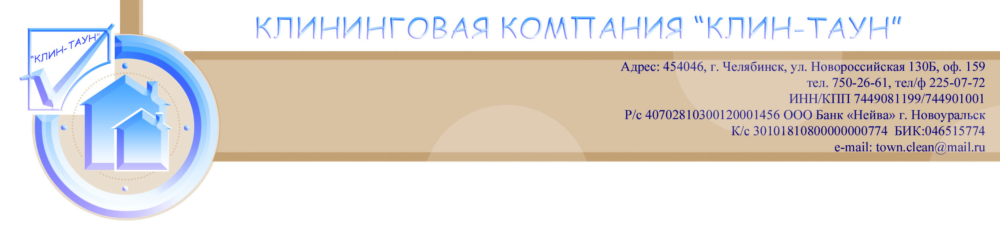 КЛИНИНГОВАЯ КОМПАНИЯ “КЛИН-ТАУН“
“КЛИН-ТАУН“
Адрес: 454046, г. Челябинск, ул. Новороссийская 130Б, оф. 159
тел. 750-26-61, тел/ф 225-07-72
ИНН/КПП 7449081199/744901001
Р/с 40702810300120001456 ООО Банк «Нейва» г. Новоуральск
К/с 30101810800000000774 БИК:046515774
e-mail: town.clean@mail.ru